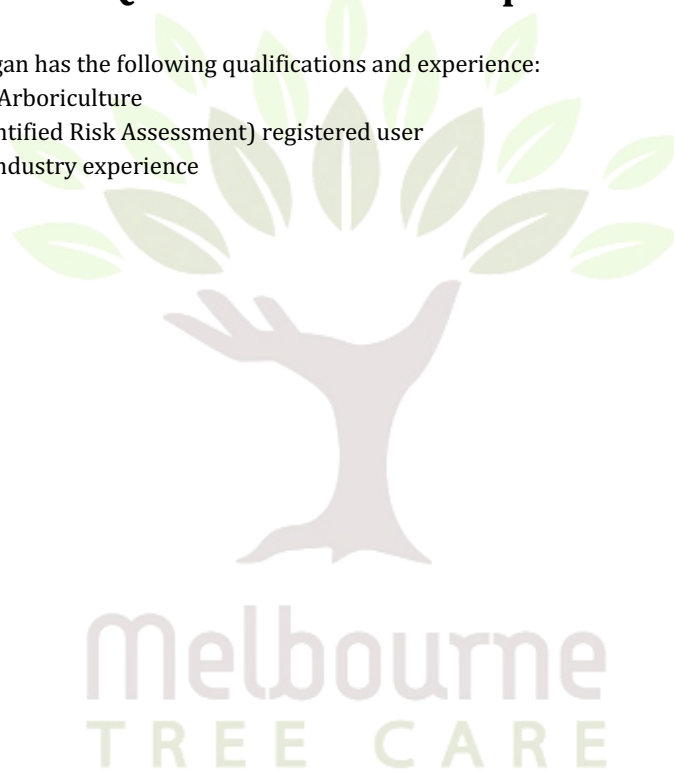 gan has the following qualifications and experience:
Arboriculture
ntified Risk Assessment) registered user
ndustry experience
Melbourne
TREE CARE